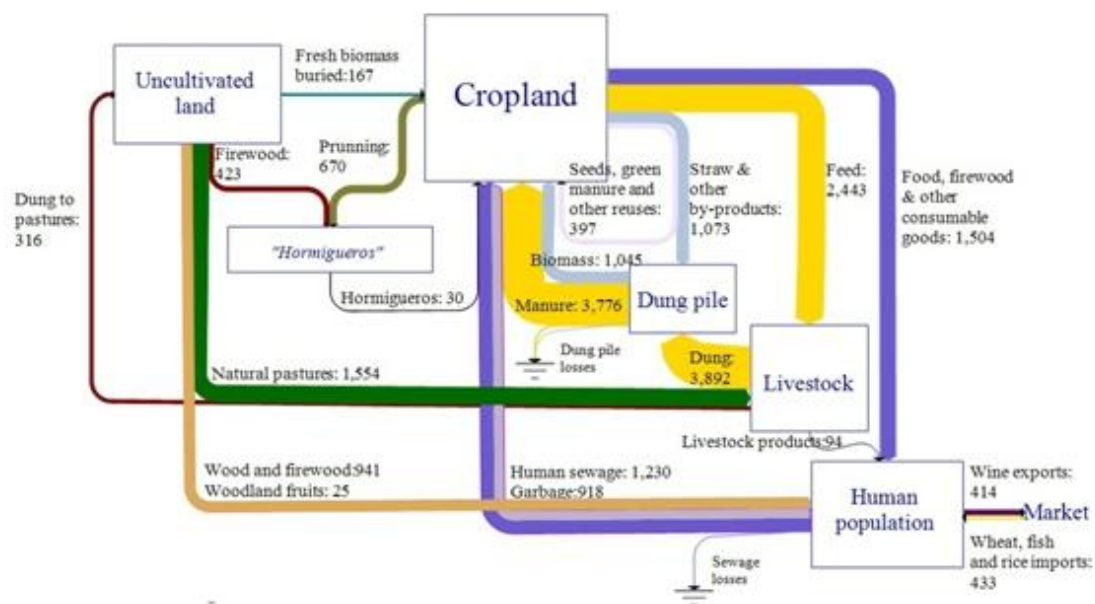 Uncultivated
land
Fresh biomass
buried:167
Cropland
Firewood:
423
Prunning:
670
Dung to
pastures:
316
"Hormigueros"
Hormigueros: 30
Seeds, green
manure and
other reuses:
397
Straw &
other
by-products:
1,073
Feed:
2,443
Food, firewood
& other
consumable
goods: 1,504
Biomass: 1,045
Manure: 3,776
Dung pile
Dung pile
losses
Dung:
3,892
Natural pastures: 1,554
Livestock
Livestock products:94
Wood and firewood:941
Woodland fruits: 25
Human sewage: 1,230
Garbage:918
Human
population
Wine exports:
414
Market
Wheat, fish
and rice imports:
433
Sewage
losses